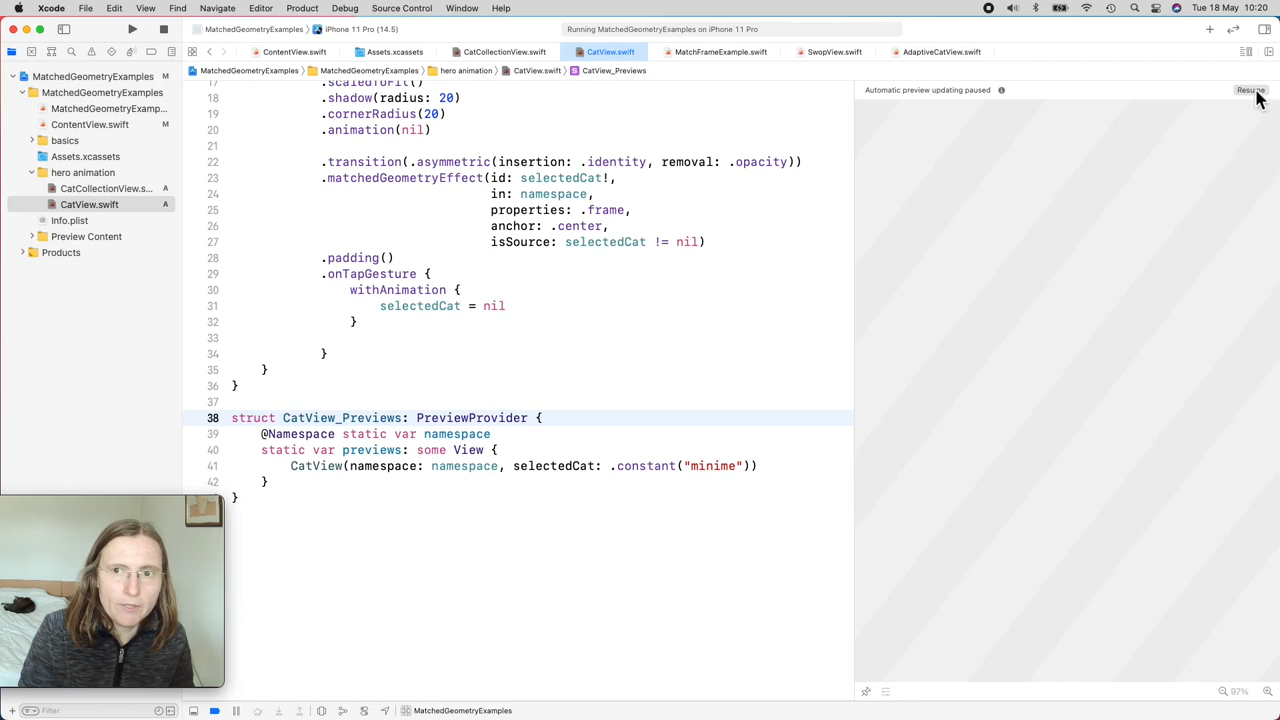 Xcode File Edit View Find Navigate Editor Product Debug Source Control Window Help Tue 18 May 10:20
MatchedGeometryExamples iPhone 11 Pro (14.5) Running MatchedGeometryExamples on iPhone 11 Pro
ContentView.swift Assets.xcassets CatCollectionView.swift CatView.swift MatchFrameExample.swift SwopView.swift AdaptiveCatView.swift
MatchedGeometryExamples MatchedGeometryExamples hero animation CatView.swift CatView_Previews
MatchedGeometryExamples M
MatchedGeometryExamples
MatchedGeometryExamp...
ContentView.swift M
basics
Assets.xcassets
hero animation
CatCollectionView.s... A
CatView.swift A
Info.plist
Preview Content
Products
Filter
17 .scaledToFit()
18 .shadow(radius: 20)
19 .cornerRadius(20)
20 .animation(nil)
21
22 .transition(.asymmetric(insertion: .identity, removal: .opacity))
23 .matchedGeometryEffect(id: selectedCat!,
24 in: namespace,
25 properties: .frame,
26 anchor: .center,
27 isSource: selectedCat != nil)
28 .padding()
29 .onTapGesture {
30 withAnimation {
31 selectedCat = nil
32 }
33
34 }
35 }
36 }
37
38 struct CatView_Previews: PreviewProvider {
39 @Namespace static var namespace
40 static var previews: some View {
41 CatView(namespace: namespace, selectedCat: .constant("minime"))
42 }
}
Automatic preview updating paused Resume
97%
MatchedGeometryExamples